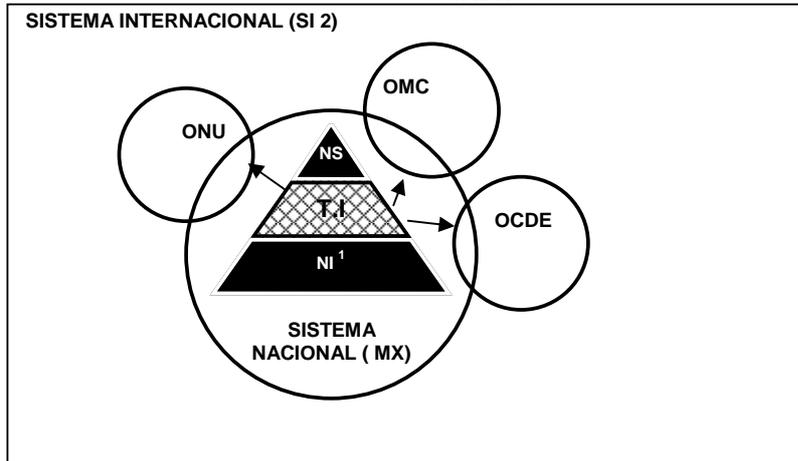 SISTEMA INTERNACIONAL (SI 2)
OMC
ONU
NS
T.I
OCDE
NI 1
SISTEMA
NACIONAL ( MX)